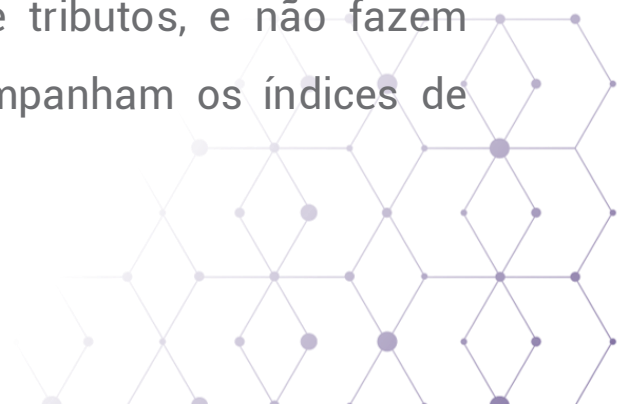 e tributos, e não fazem
mpanham os índices de